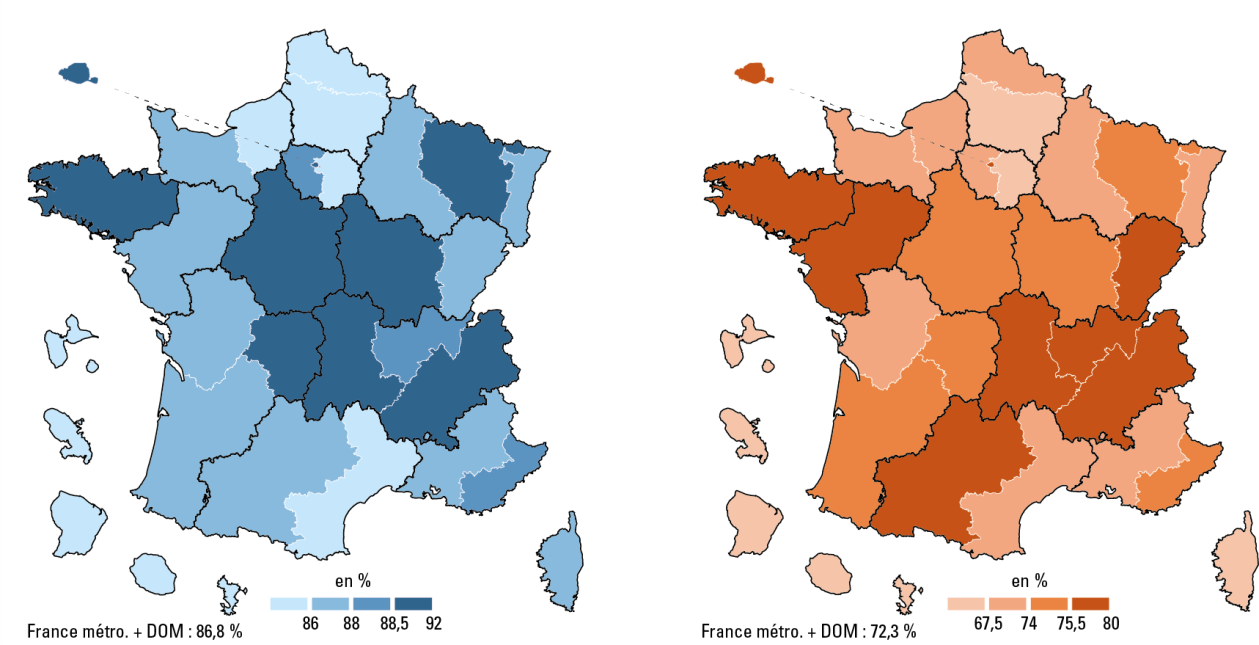 en %
86 88 88,5 92
France métro. + DOM : 86,8 %
en %
67,5 74 75,5 80
France métro. + DOM : 72,3 %